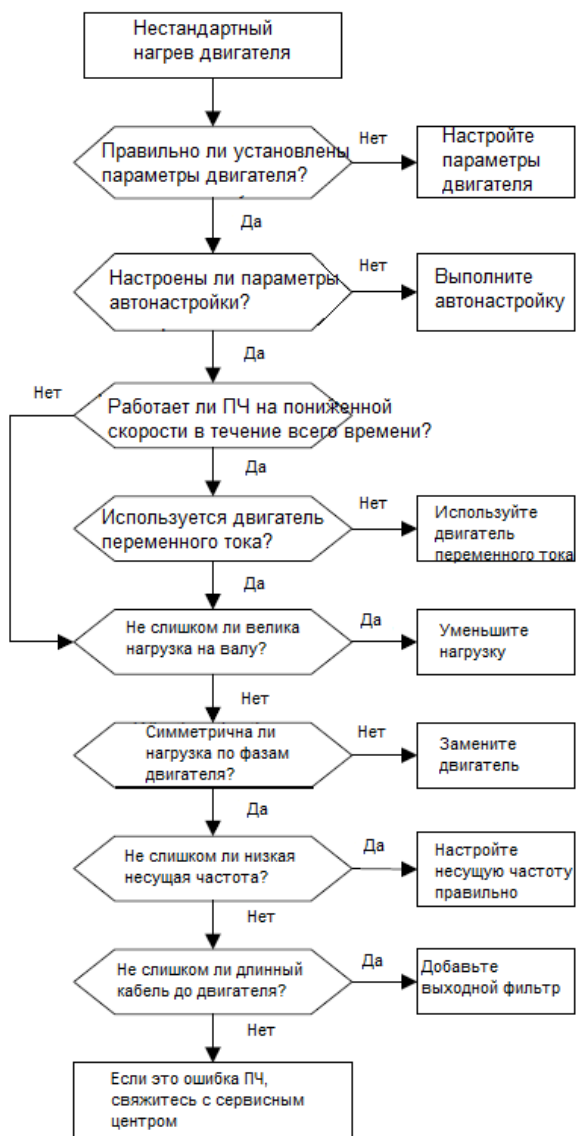 Нестандартный
нагрев двигателя
Правильно ли установлены
параметры двигателя?
Нет
Настройте
параметры
двигателя
Да
Настроены ли параметры
автонастройки?
Нет
Выполните
автонастройку
Да
Нет
Работает ли ПЧ на пониженной
скорости в течение всего времени?
Да
Используется двигатель
переменного тока?
Нет
Используйте
двигатель
переменного тока
Да
Не слишком ли велика
нагрузка на валу?
Да
Уменьшите
нагрузку
Нет
Симметрична ли
нагрузка по фазам
двигателя?
Нет
Замените
двигатель
Да
Не слишком ли низкая
несущая частота?
Да
Настройте
несущую частоту
правильно
Нет
Не слишком ли длинный
кабель до двигателя?
Да
Добавьте
выходной фильтр
Нет
Если это ошибка ПЧ,
свяжитесь с сервисным
центром